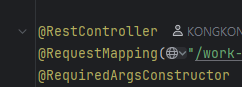 @RestController KONGKON
@RequestMapping("/work-
@RequiredArgsConstructor